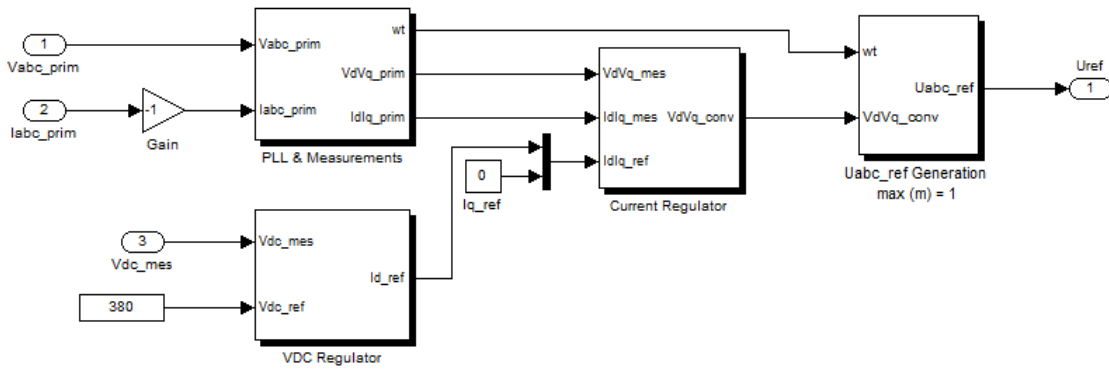 1
Vabc_prim
2
Iabc_prim
-1
Gain
Vabc_prim
Iabc_prim
wt
VdVq_prim
IdIq_prim
PLL & Measurements
0
Iq_ref
VdVq_mes
IdIq_mes
IdIq_ref
VdVq_conv
Current Regulator
wt
VdVq_conv
Uabc_ref
Uabc_ref Generation
max (m) = 1
Uref
1
3
Vdc_mes
380
Vdc_mes
Vdc_ref
Id_ref
VDC Regulator